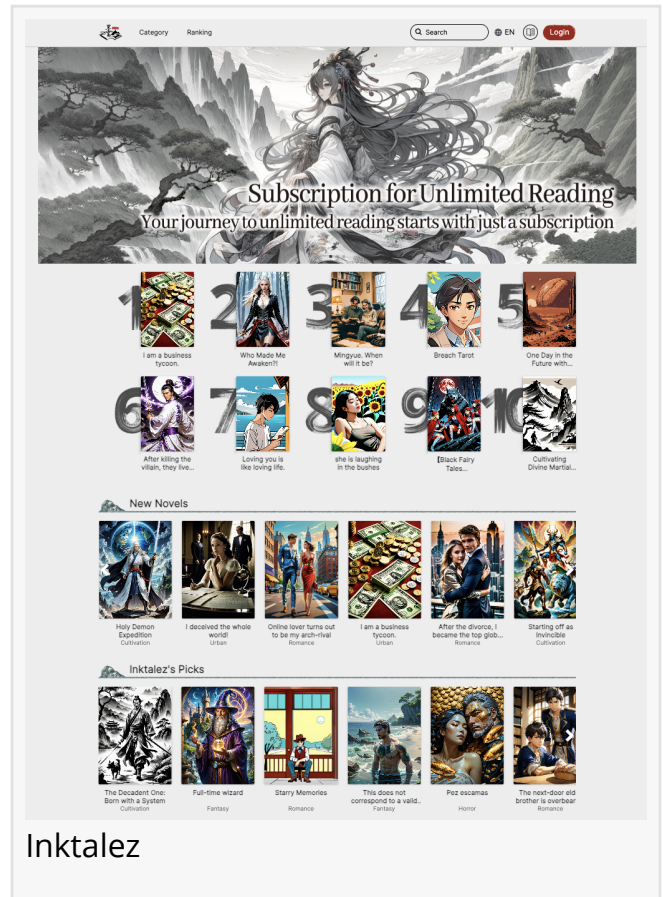 Category Ranking Search EN Login
Subscription for Unlimited Reading
Your journey to unlimited reading starts with just a subscription
1 2 3 4 5
I am a business Who Made Me Mingyue. When Breach Tarot One Day in the
tycoon. Awaken?! will it be? Future with...
6 7 8 9 10
After killing the Loving you is she is laughing 【Black Fairy Cultivating
villain, they live... like loving life. in the bushes Tales... Divine Martial...
New Novels
Holy Demon I deceived the whole Online lover turns out I am a business After the divorce, I Starting off as
Expedition world! to be my arch-rival tycoon. became the top glob... Invincible
Cultivation Urban Romance Urban Romance Cultivation
Inktalez's Picks
The Decadent One: Full-time wizard Starry Memories This does not Pez escamas The next-door eld
Born with a System correspond to a valid.. brother is overbear
Cultivation Fantasy Romance Fantasy Horror Romance
Inktalez